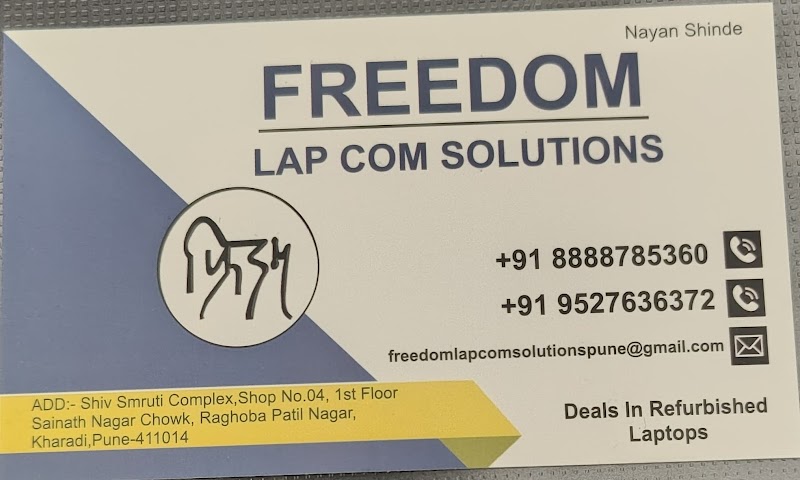 Nayan Shinde
FREEDOM
LAP COM SOLUTIONS
फ्रिडम
+91 8888785360
+91 9527636372
freedomlapcomsolutionspune@gmail.com
ADD:- Shiv Smruti Complex,Shop No.04, 1st Floor
Sainath Nagar Chowk, Raghoba Patil Nagar,
Kharadi,Pune-411014
Deals In Refurbished
Laptops